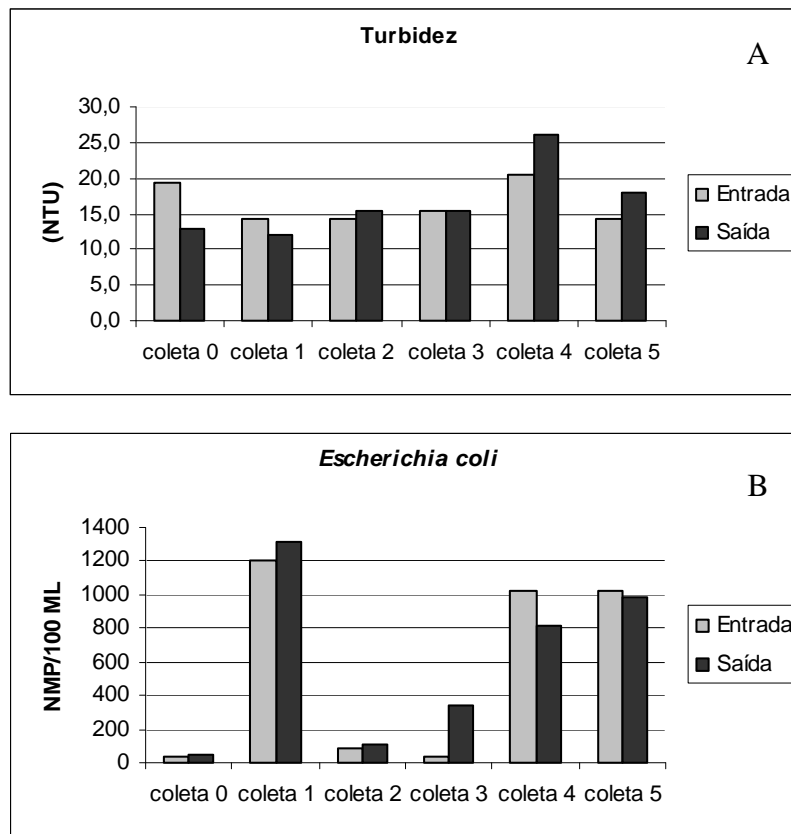 Turbidez
A
30,0
25,0
20,0
15,0
10,0
5,0
0,0
(NTU)
coleta 0 coleta 1 coleta 2 coleta 3 coleta 4 coleta 5
Entrada
Saída
Escherichia coli
B
1400
1200
1000
800
600
400
200
0
NMP/100 ML
coleta 0 coleta 1 coleta 2 coleta 3 coleta 4 coleta 5
Entrada
Saída